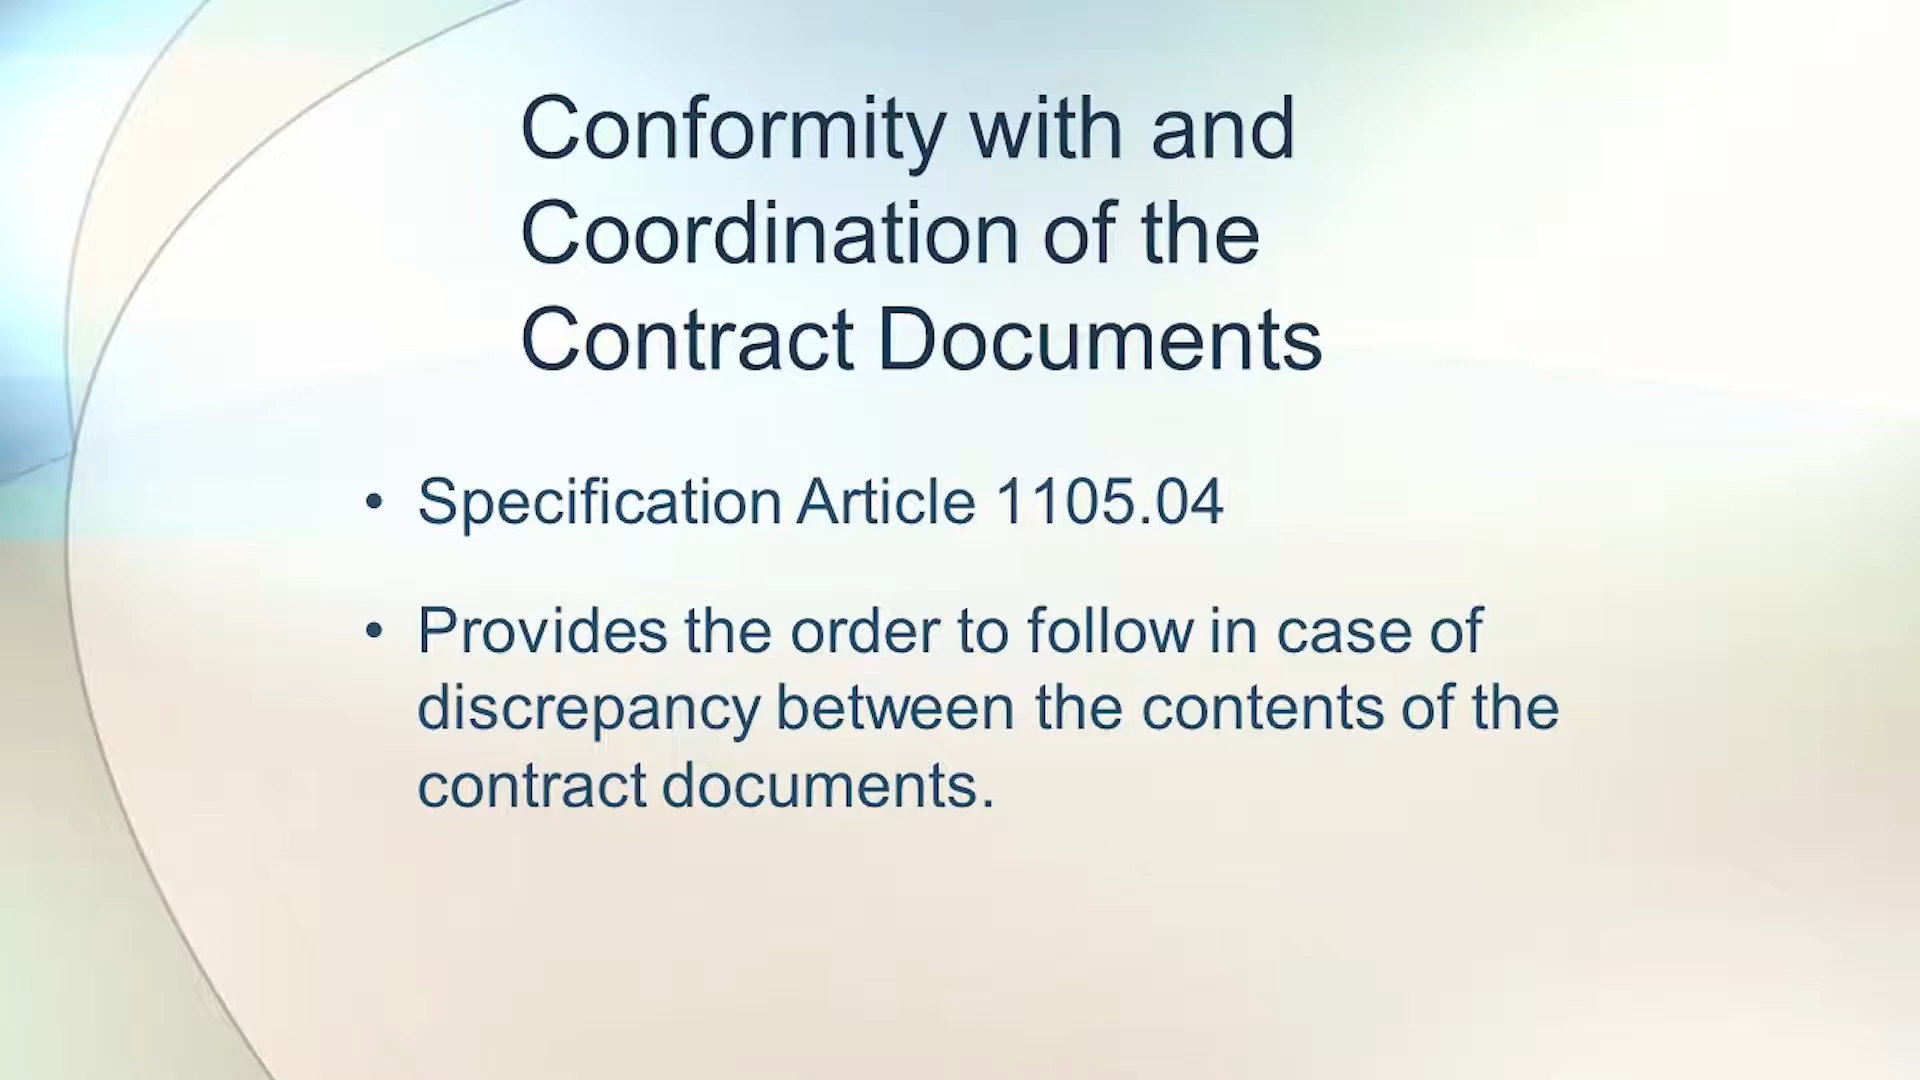 Conformity with and
Coordination of the
Contract Documents
• Specification Article 1105.04
• Provides the order to follow in case of
discrepancy between the contents of the
contract documents.